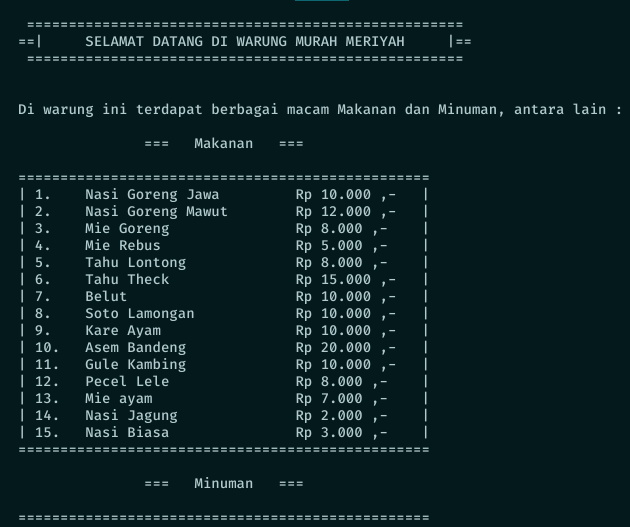 ====================================================
==|     SELAMAT DATANG DI WARUNG MURAH MERIYAH     |==
====================================================
Di warung ini terdapat berbagai macam Makanan dan Minuman, antara lain :
===   Makanan   ===
=================================================
| 1.    Nasi Goreng Jawa         Rp 10.000 ,-   |
| 2.    Nasi Goreng Mawut        Rp 12.000 ,-   |
| 3.    Mie Goreng               Rp 8.000 ,-    |
| 4.    Mie Rebus                Rp 5.000 ,-    |
| 5.    Tahu Lontong             Rp 8.000 ,-    |
| 6.    Tahu Theck               Rp 15.000 ,-   |
| 7.    Belut                    Rp 10.000 ,-   |
| 8.    Soto Lamongan            Rp 10.000 ,-   |
| 9.    Kare Ayam                Rp 10.000 ,-   |
| 10.   Asem Bandeng             Rp 20.000 ,-   |
| 11.   Gule Kambing             Rp 10.000 ,-   |
| 12.   Pecel Lele               Rp 8.000 ,-    |
| 13.   Mie ayam                 Rp 7.000 ,-    |
| 14.   Nasi Jagung              Rp 2.000 ,-    |
| 15.   Nasi Biasa               Rp 3.000 ,-    |
=================================================
===   Minuman   ===
=================================================